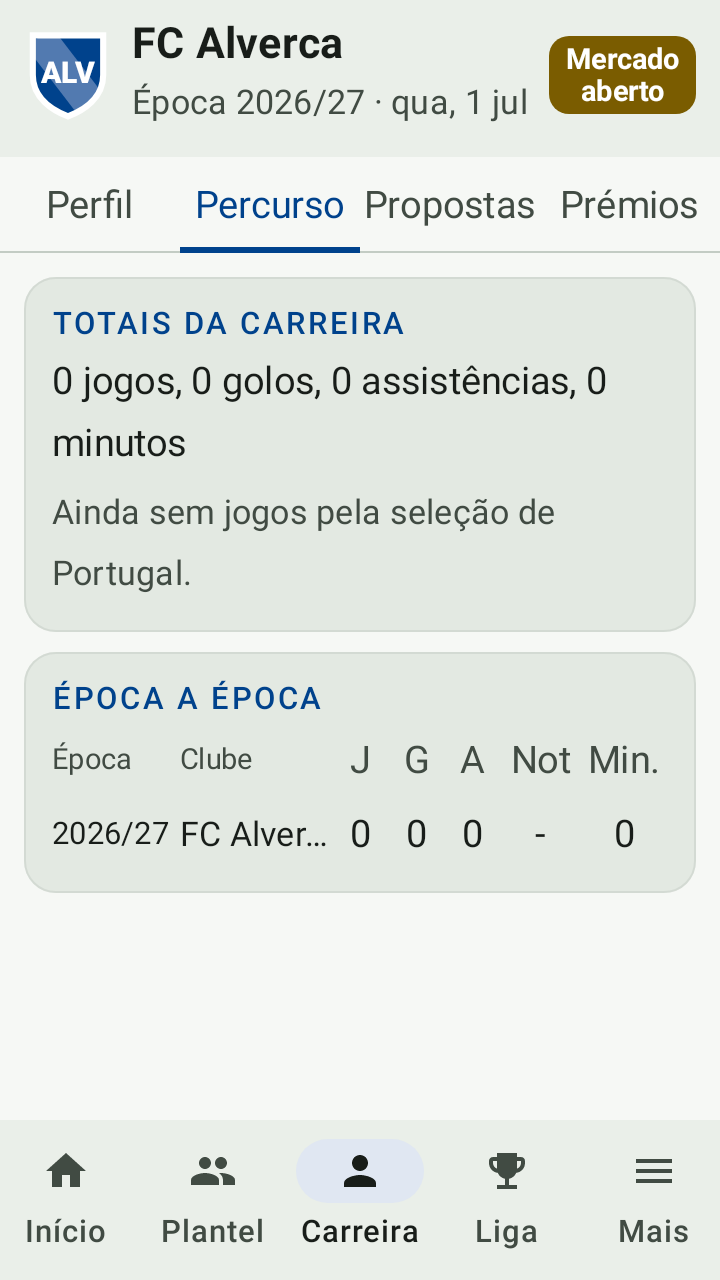 ALV
FC Alverca
Época 2026/27 · qua, 1 jul
Mercado
aberto
Perfil
Percurso
Propostas
Prémios
TOTAIS DA CARREIRA
0 jogos, 0 golos, 0 assistências, 0
minutos
Ainda sem jogos pela seleção de
Portugal.
ÉPOCA A ÉPOCA
Época Clube J G A Not Min.
2026/27 FC Alver... 0 0 0 - 0
Início
Plantel
Carreira
Liga
Mais